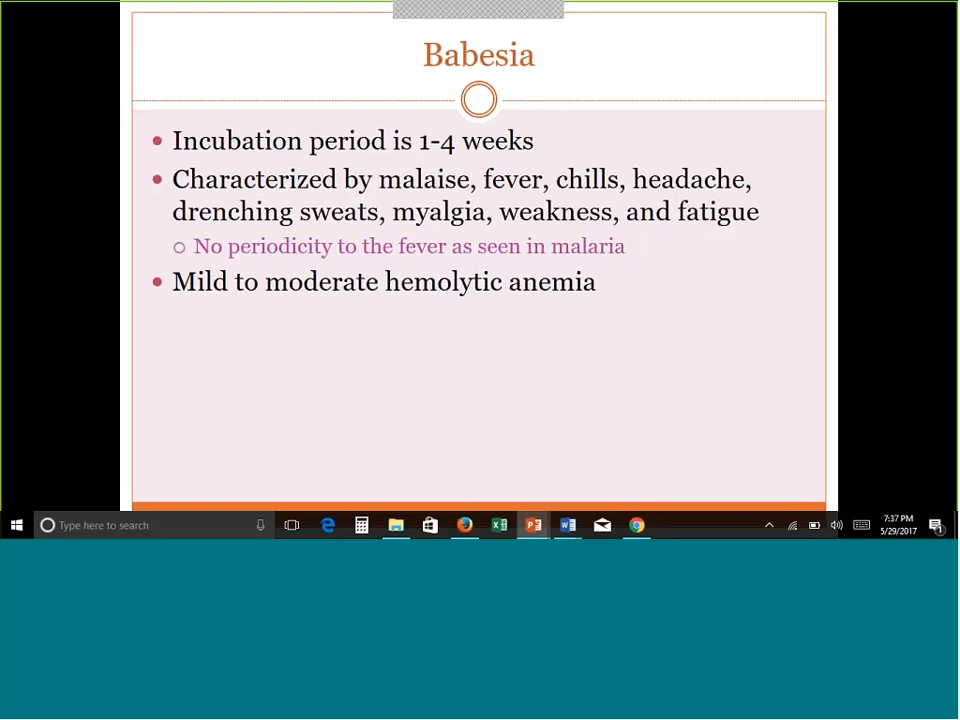 Babesia
Incubation period is 1-4 weeks
Characterized by malaise, fever, chills, headache,
drenching sweats, myalgia, weakness, and fatigue
No periodicity to the fever as seen in malaria
Mild to moderate hemolytic anemia
Type here to search
7:37 PM
5/29/2017
1